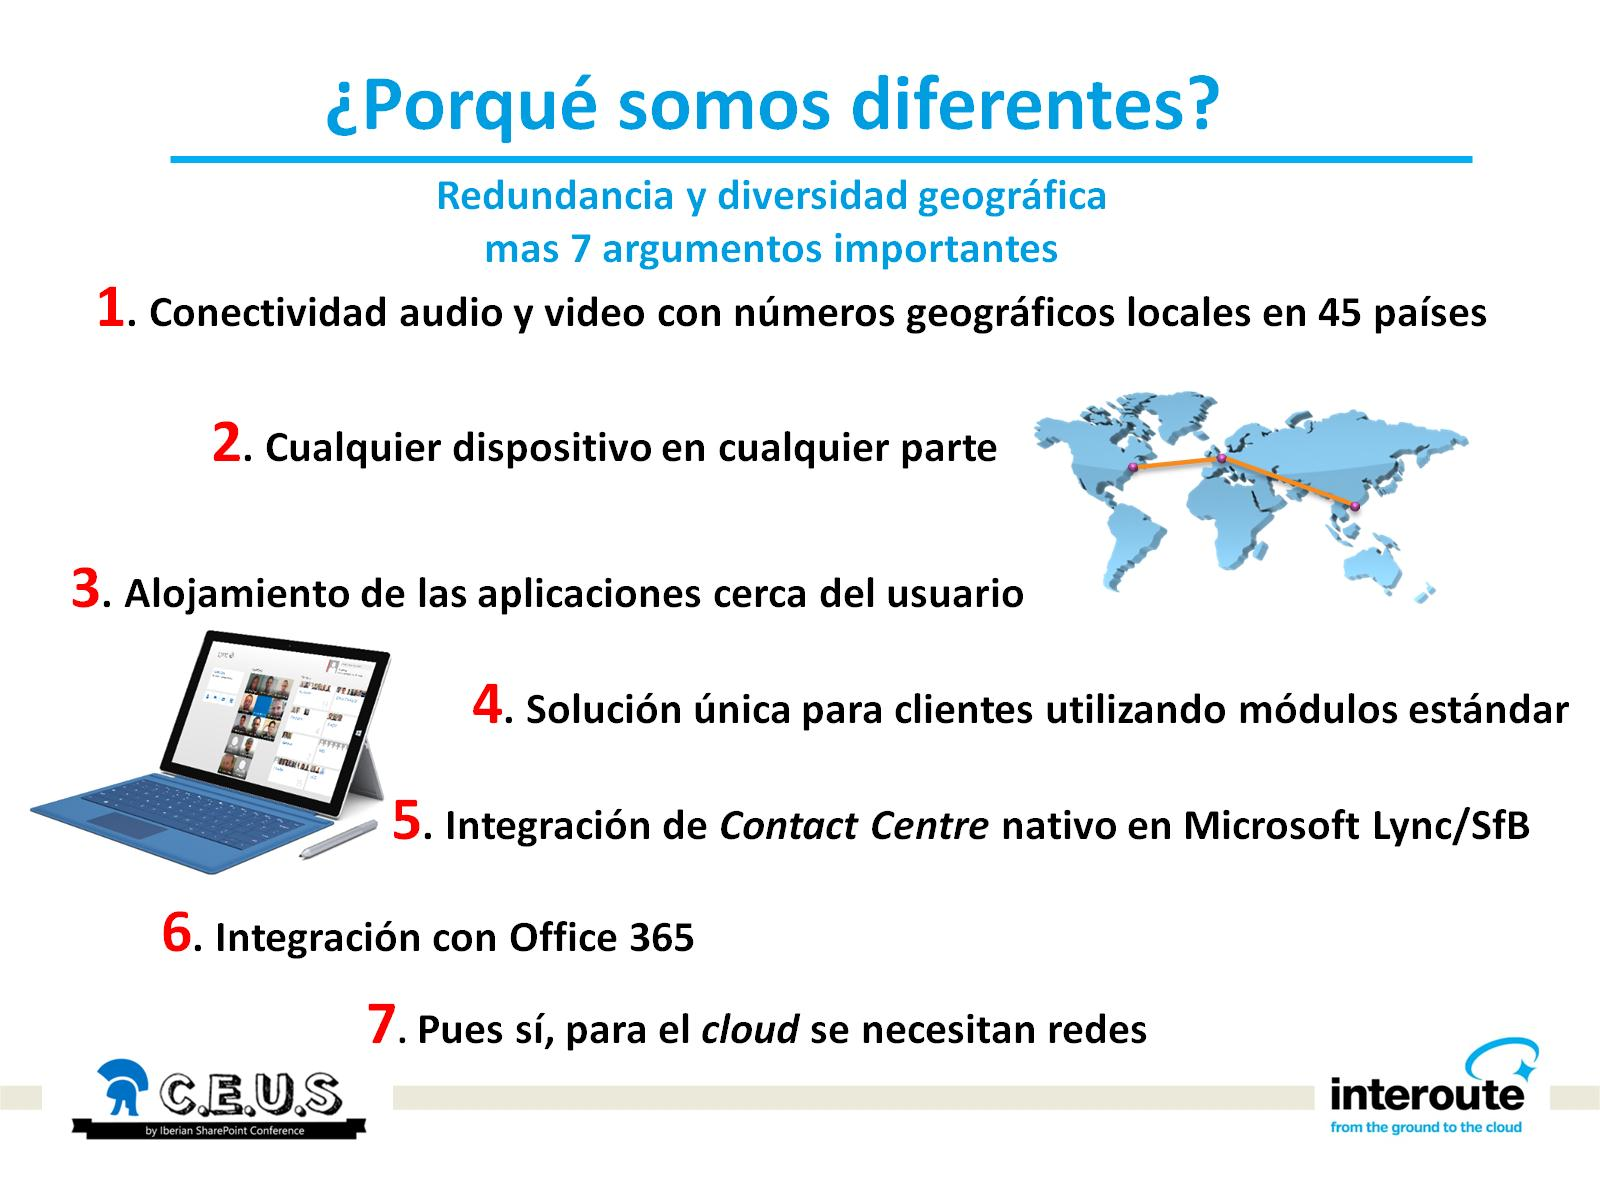 ¿Porqué somos diferentes?
Redundancia y diversidad geográfica
mas 7 argumentos importantes
1. Conectividad audio y video con números geográficos locales en 45 países
2. Cualquier dispositivo en cualquier parte
3. Alojamiento de las aplicaciones cerca del usuario
4. Solución única para clientes utilizando módulos estándar
5. Integración de Contact Centre nativo en Microsoft Lync/SfB
6. Integración con Office 365
7. Pues sí, para el cloud se necesitan redes
C.E.U.S
by Iberian SharePoint Conference
interoute
from the ground to the cloud